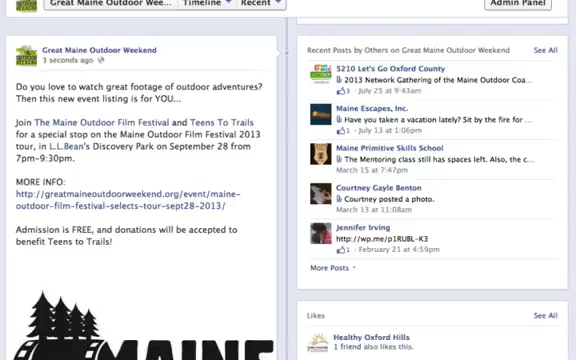 Great Maine Outdoor Wee...
Timeline
Recent
Admin Panel
Great Maine Outdoor Weekend
3 seconds ago
Do you love to watch great footage of outdoor adventures?
Then this new event listing is for YOU...
Join The Maine Outdoor Film Festival and Teens To Trails
for a special stop on the Maine Outdoor Film Festival 2013
tour, in L.L.Bean's Discovery Park on September 28 from
7pm-9:30pm.
MORE INFO:
http://greatmaineoutdoorweekend.org/event/maine-
outdoor-film-festival-selects-tour-sept28-2013/
Admission is FREE, and donations will be accepted to
benefit Teens to Trails!
MAINE
Recent Posts by Others on Great Maine Outdoor Weekend
See All
5210 Let's Go Oxford County
2013 Network Gathering of the Maine Outdoor Coa...
3 · July 25 at 9:43am
Maine Escapes, Inc.
Have you taken a vacation lately? Sit by the fire for ...
1 · July 13 at 1:06pm
Maine Primitive Skills School
The Mentoring class still has spaces left. Also, the c...
March 15 at 7:47pm
Courtney Gayle Benton
Courtney posted a photo.
March 13 at 11:08am
Jennifer Irving
http://wp.me/p1RUBL-K3
1 · February 21 at 4:59pm
More Posts
Likes
See All
Healthy Oxford Hills
1 friend also likes this.